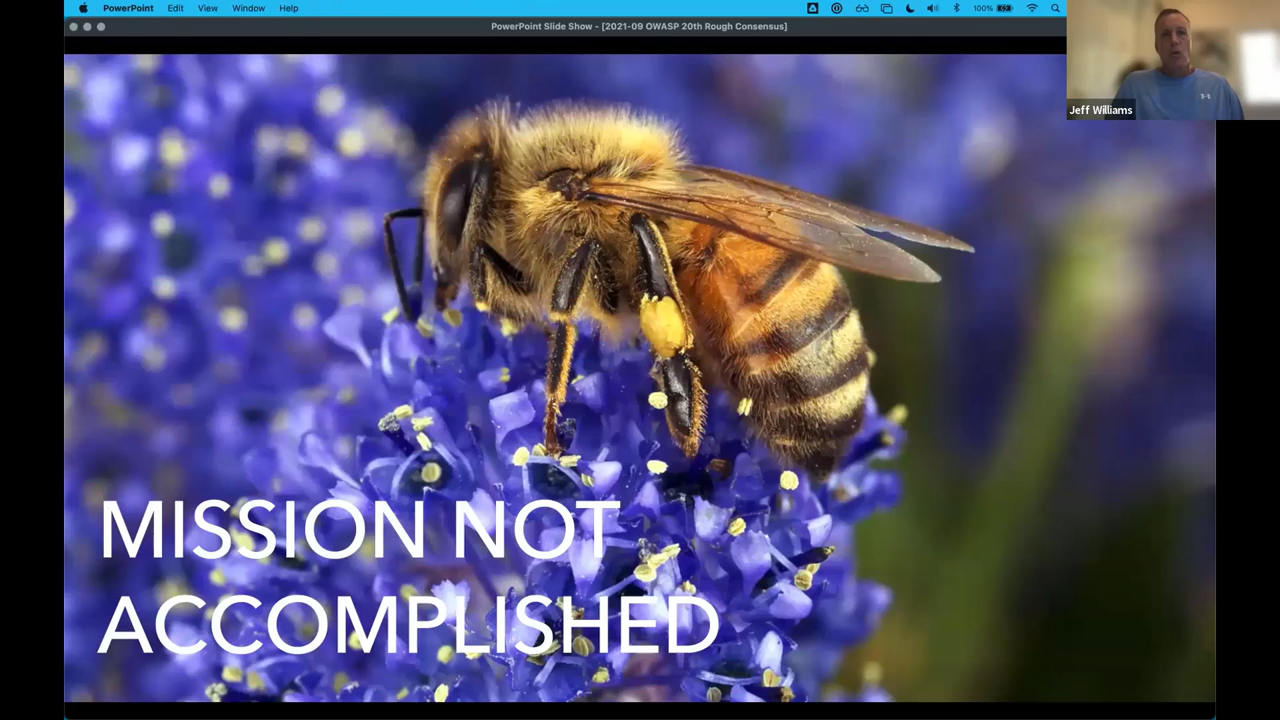 PowerPoint Edit View Window Help 100%
PowerPoint Slide Show - [2021-09 OWASP 20th Rough Consensus]
Jeff Williams
MISSION NOT
ACCOMPLISHED